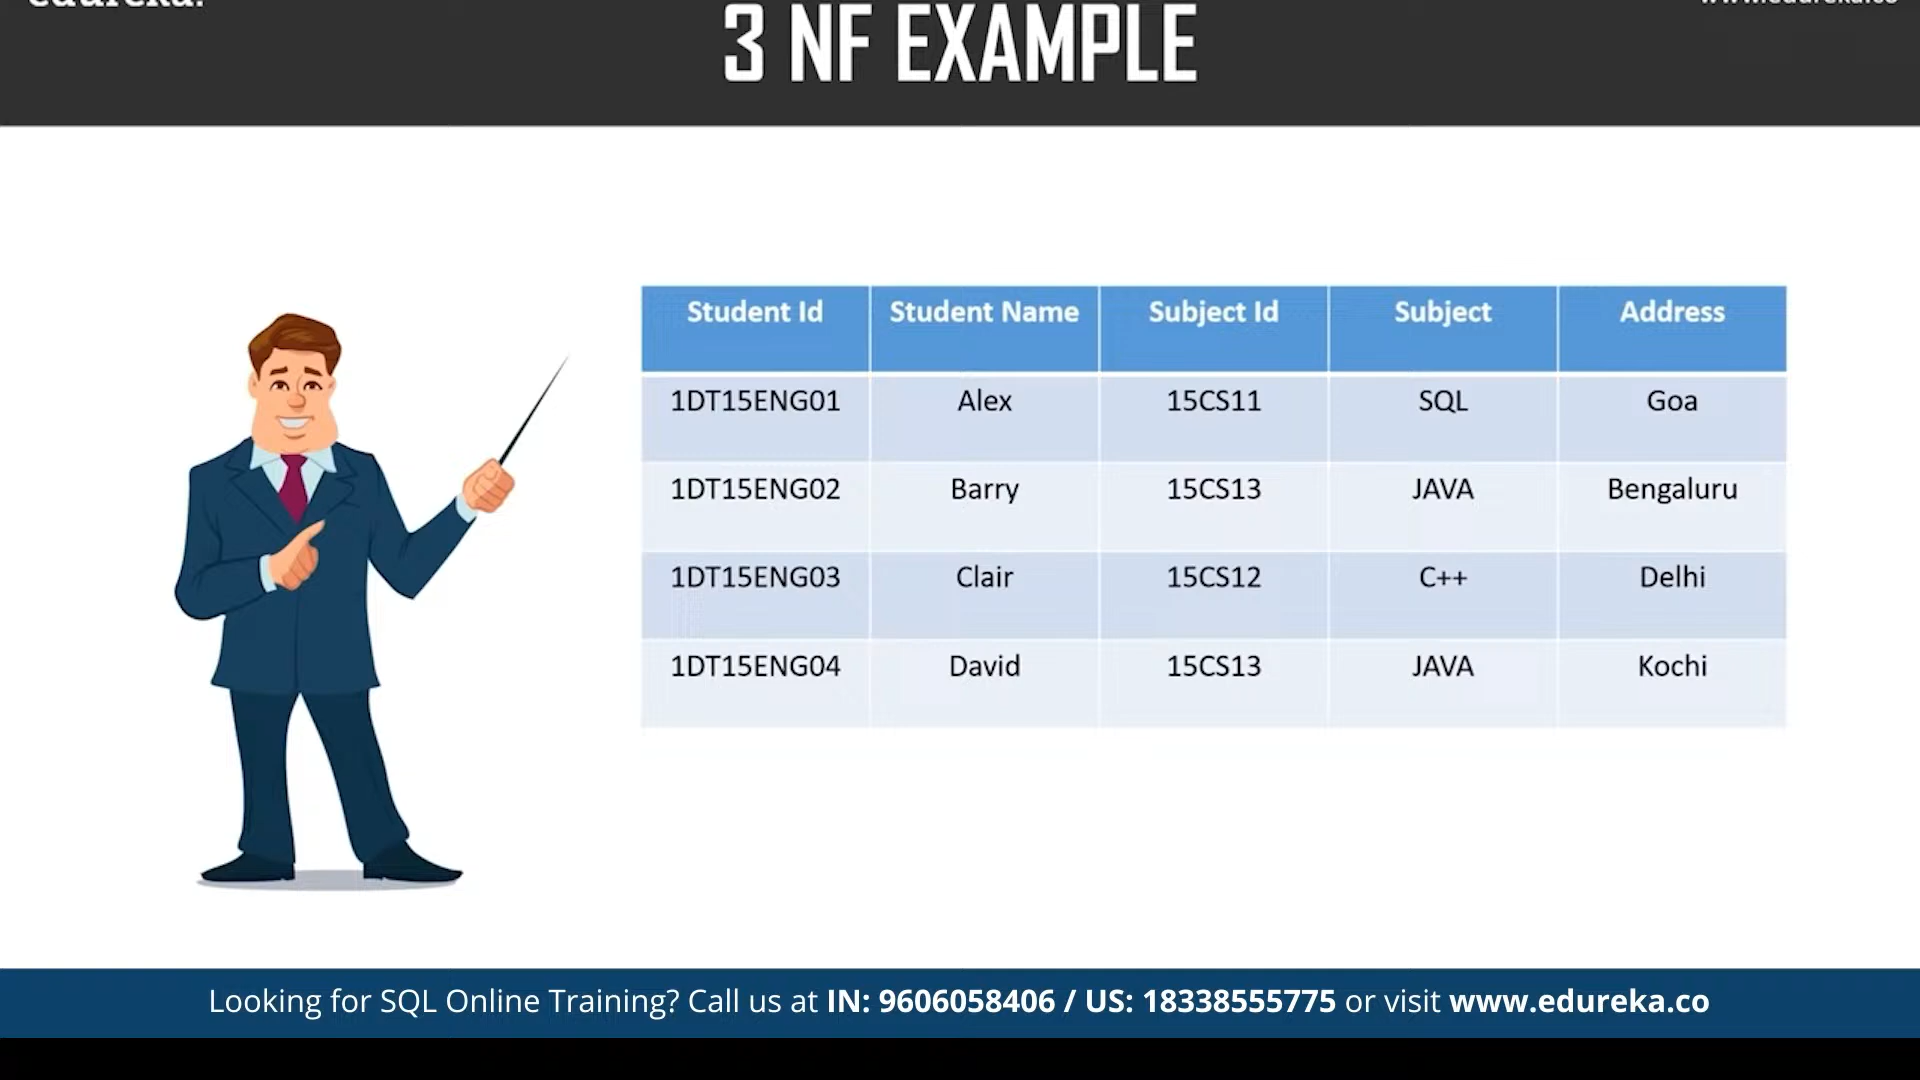 3 NF EXAMPLE
Student Id Student Name Subject Id Subject Address
1DT15ENG01 Alex 15CS11 SQL Goa
1DT15ENG02 Barry 15CS13 JAVA Bengaluru
1DT15ENG03 Clair 15CS12 C++ Delhi
1DT15ENG04 David 15CS13 JAVA Kochi
Looking for SQL Online Training? Call us at IN: 9606058406 / US: 18338555775 or visit www.edureka.co